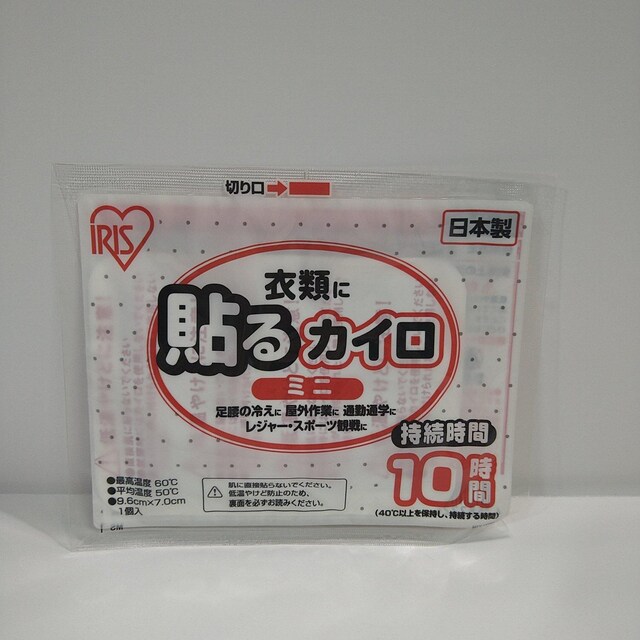 切り口
IRIS
日本製
衣類に
貼るカイロ
ミニ
足腰の冷えに 屋外作業に 通勤通学に
レジャー・スポーツ観戦に
持続時間
10時間
(40℃以上を保持し、持続する時間)
●最高温度 60℃
●平均温度 50℃
●9.6cm×7.0cm
1個入
肌に直接貼らないでください。
低温やけど防止のため、
裏面を必ずお読みください。